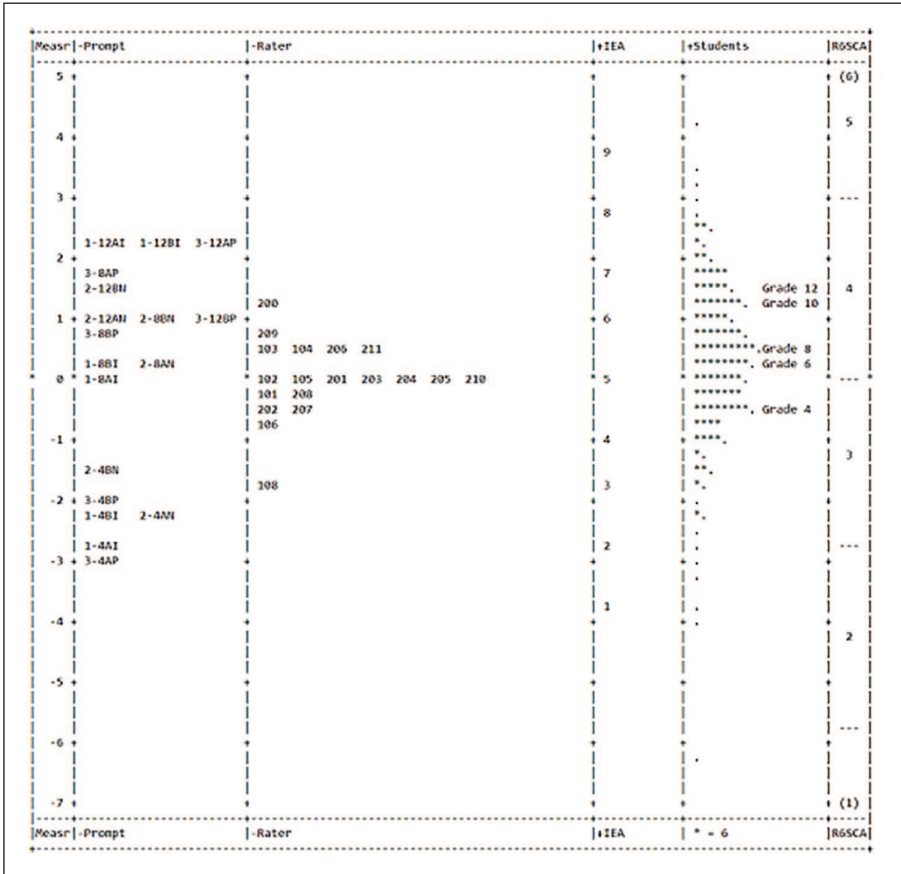 Measr -Prompt -Rater +IEA +Students R6SCA
5 (6)
. 5
4
9
.
.
3 . ---
8 .
**.
1-12AI 1-12BI 3-12AP *.
2 **.
3-8AP 7 *****
2-12BN *****. Grade 12 4
200 *******. Grade 10
1 2-12AN 2-8BN 3-12BP 6 *****.
3-8BP 209 *******.
103 104 206 211 *********.Grade 8
1-8BI 2-8AN ********. Grade 6
* 0 * 1-8AI * 102 105 201 203 204 205 210 * 5 * *******. * --- *
101 208 *******
202 207 ********. Grade 4
106 ****
-1 4 ****.
*. 3
2-4BN **.
108 3 *.
-2 3-4BP .
1-4BI 2-4AN *.
.
1-4AI 2 . ---
-3 3-4AP .
.
1 .
-4 .
2
-5
---
-6
.
-7 (1)
Measr -Prompt -Rater +IEA * = 6 R6SCA